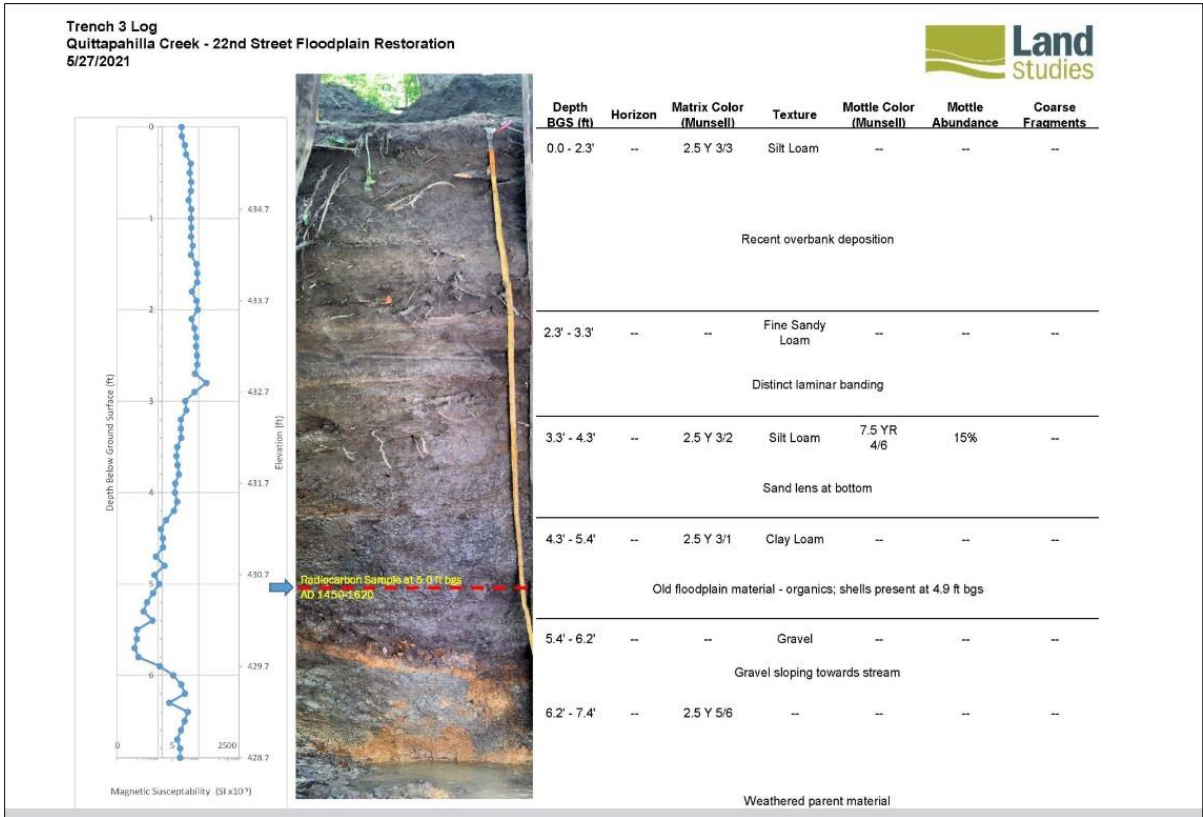 Trench 3 Log
Quittapahilla Creek - 22nd Street Floodplain Restoration
5/27/2021
Land
Studies
Depth BGS (ft) Horizon Matrix Color (Munsell) Texture Mottle Color (Munsell) Mottle Abundance Coarse Fragments
0.0 - 2.3' -- 2.5 Y 3/3 Silt Loam -- -- --
Recent overbank deposition
2.3' - 3.3' -- -- Fine Sandy Loam -- -- --
Distinct laminar banding
3.3' - 4.3' -- 2.5 Y 3/2 Silt Loam 7.5 YR 4/6 15% --
Sand lens at bottom
4.3' - 5.4' -- 2.5 Y 3/1 Clay Loam -- -- --
Old floodplain material - organics; shells present at 4.9 ft bgs
5.4' - 6.2' -- -- Gravel -- -- --
Gravel sloping towards stream
6.2' - 7.4' -- 2.5 Y 5/6 -- -- -- --
Weathered parent material
Depth Below Ground Surface (ft)
0
1
2
3
4
5
6
434.7
433.7
432.7
431.7
430.7
429.7
428.7
Elevation (ft)
0 2500
Magnetic Susceptability (SI x10⁻⁵)
Radiocarbon Sample at 5.0 ft bgs
AD 1450-1620